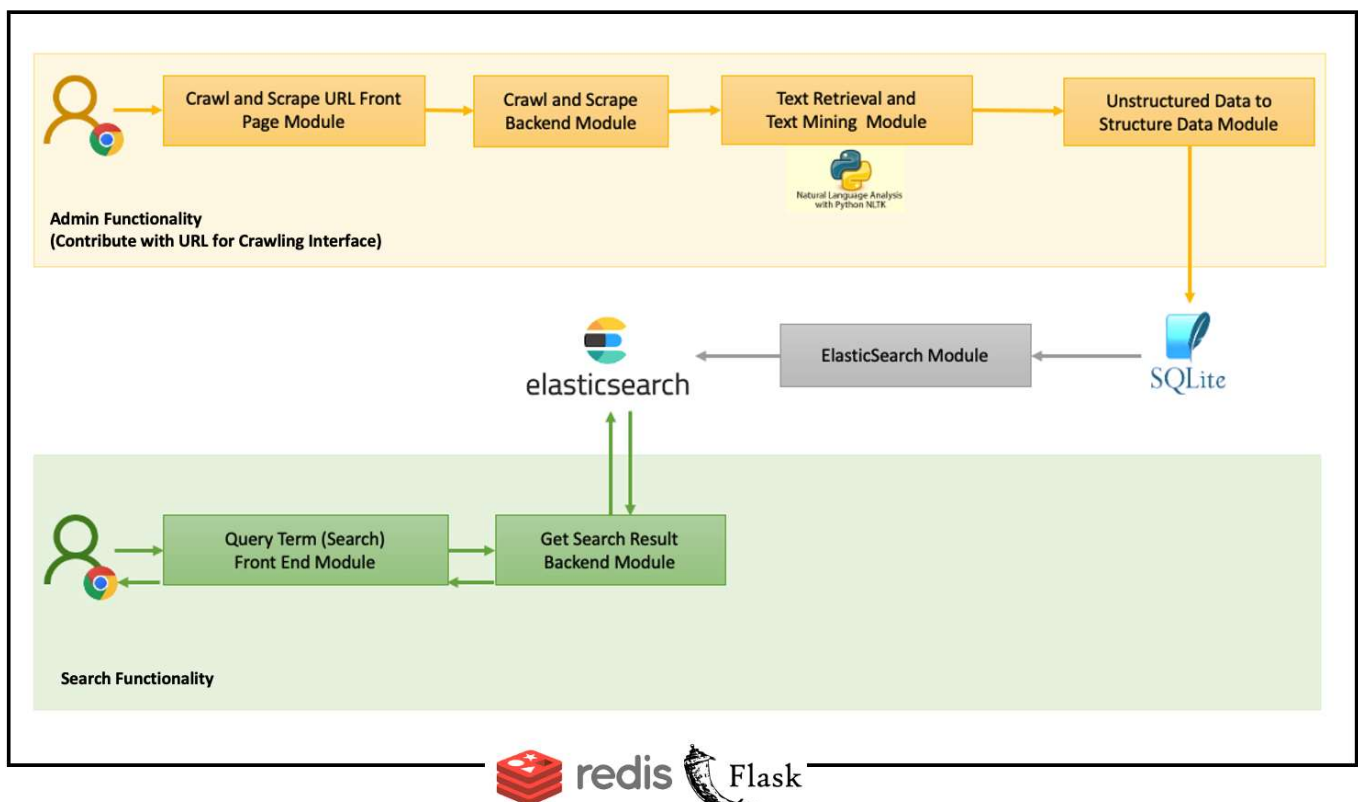 Crawl and Scrape URL Front
Page Module
Crawl and Scrape
Backend Module
Text Retrieval and
Text Mining Module
Unstructured Data to
Structure Data Module
Natural Language Analysis
with Python NLTK
Admin Functionality
(Contribute with URL for Crawling Interface)
elasticsearch
ElasticSearch Module
SQLite
Query Term (Search)
Front End Module
Get Search Result
Backend Module
Search Functionality
redis
Flask